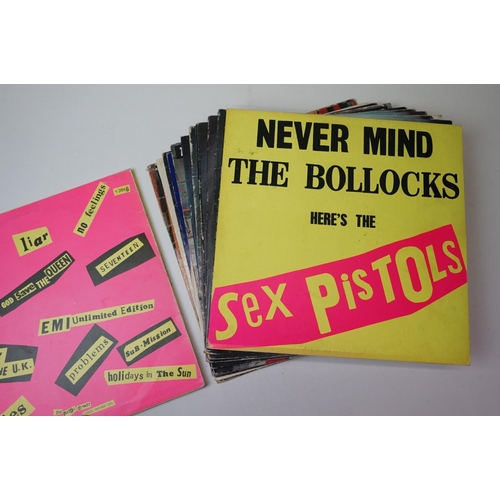 NEVER MIND
THE BOLLOCKS
HERE'S THE
Sex PisTOLs
no feelings
liar
GOD Save THE QUEEN
SEVENTEEN
EMI Unlimited Edition
problems
Sub-Mission
THE U.K.
holidays In The Sun